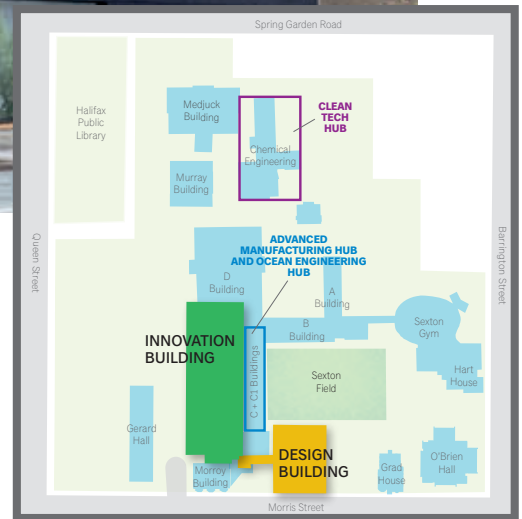 Spring Garden Road
Halifax
Public
Library
Medjuck
Building
CLEAN
TECH
HUB
Chemical
Engineering
Murray
Building
Queen Street
Barrington Street
ADVANCED
MANUFACTURING HUB
AND OCEAN ENGINEERING
HUB
D
Building
A
Building
B
Building
Sexton
Gym
INNOVATION
BUILDING
C + C1 Buildings
Sexton
Field
Hart
House
Gerard
Hall
DESIGN
BUILDING
Morroy
Building
Grad
House
O'Brien
Hall
Morris Street